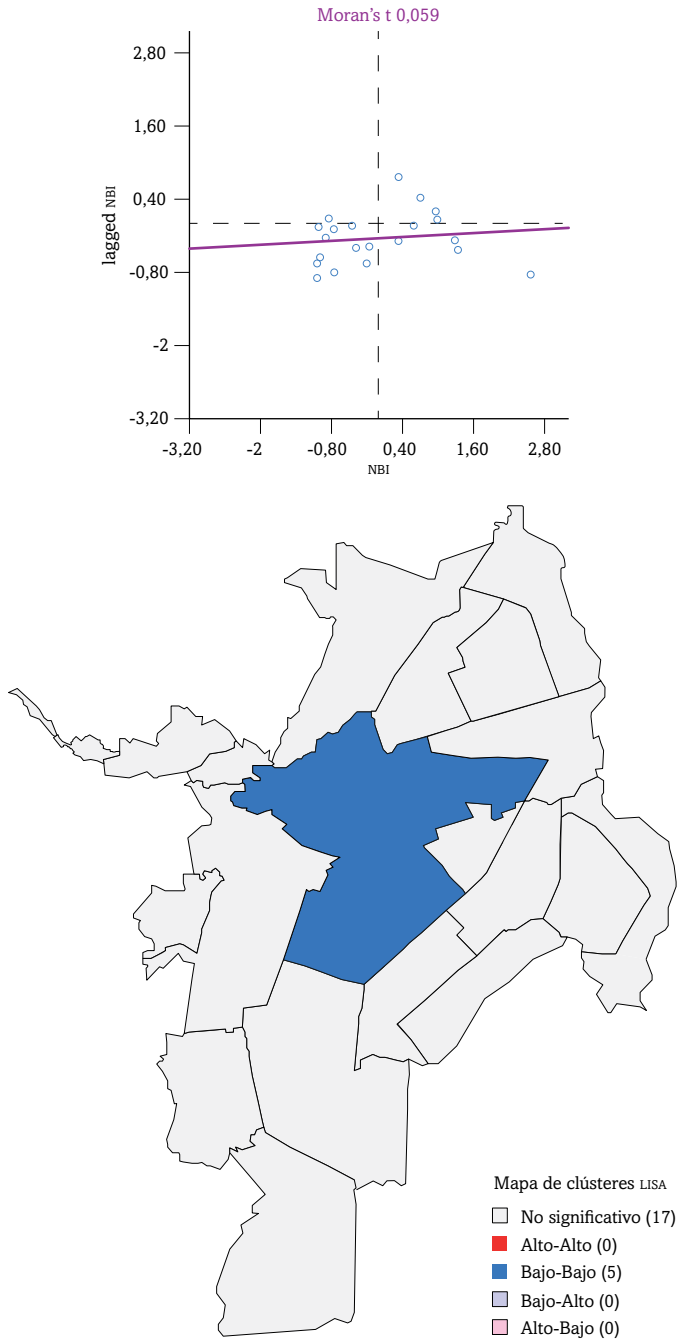 Moran’s t 0,059
2,80
1,60
0,40
-0,80
-2
-3,20
lagged NBI
-3,20 -2 -0,80 0,40 1,60 2,80
NBI
Mapa de clústeres LISA
No significativo (17)
Alto-Alto (0)
Bajo-Bajo (5)
Bajo-Alto (0)
Alto-Bajo (0)